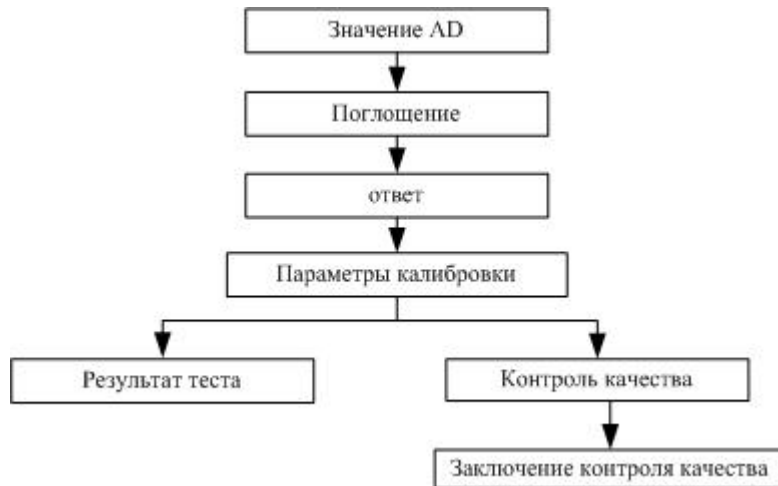 Значение AD
Поглощение
ответ
Параметры калибровки
Результат теста
Контроль качества
Заключение контроля качества